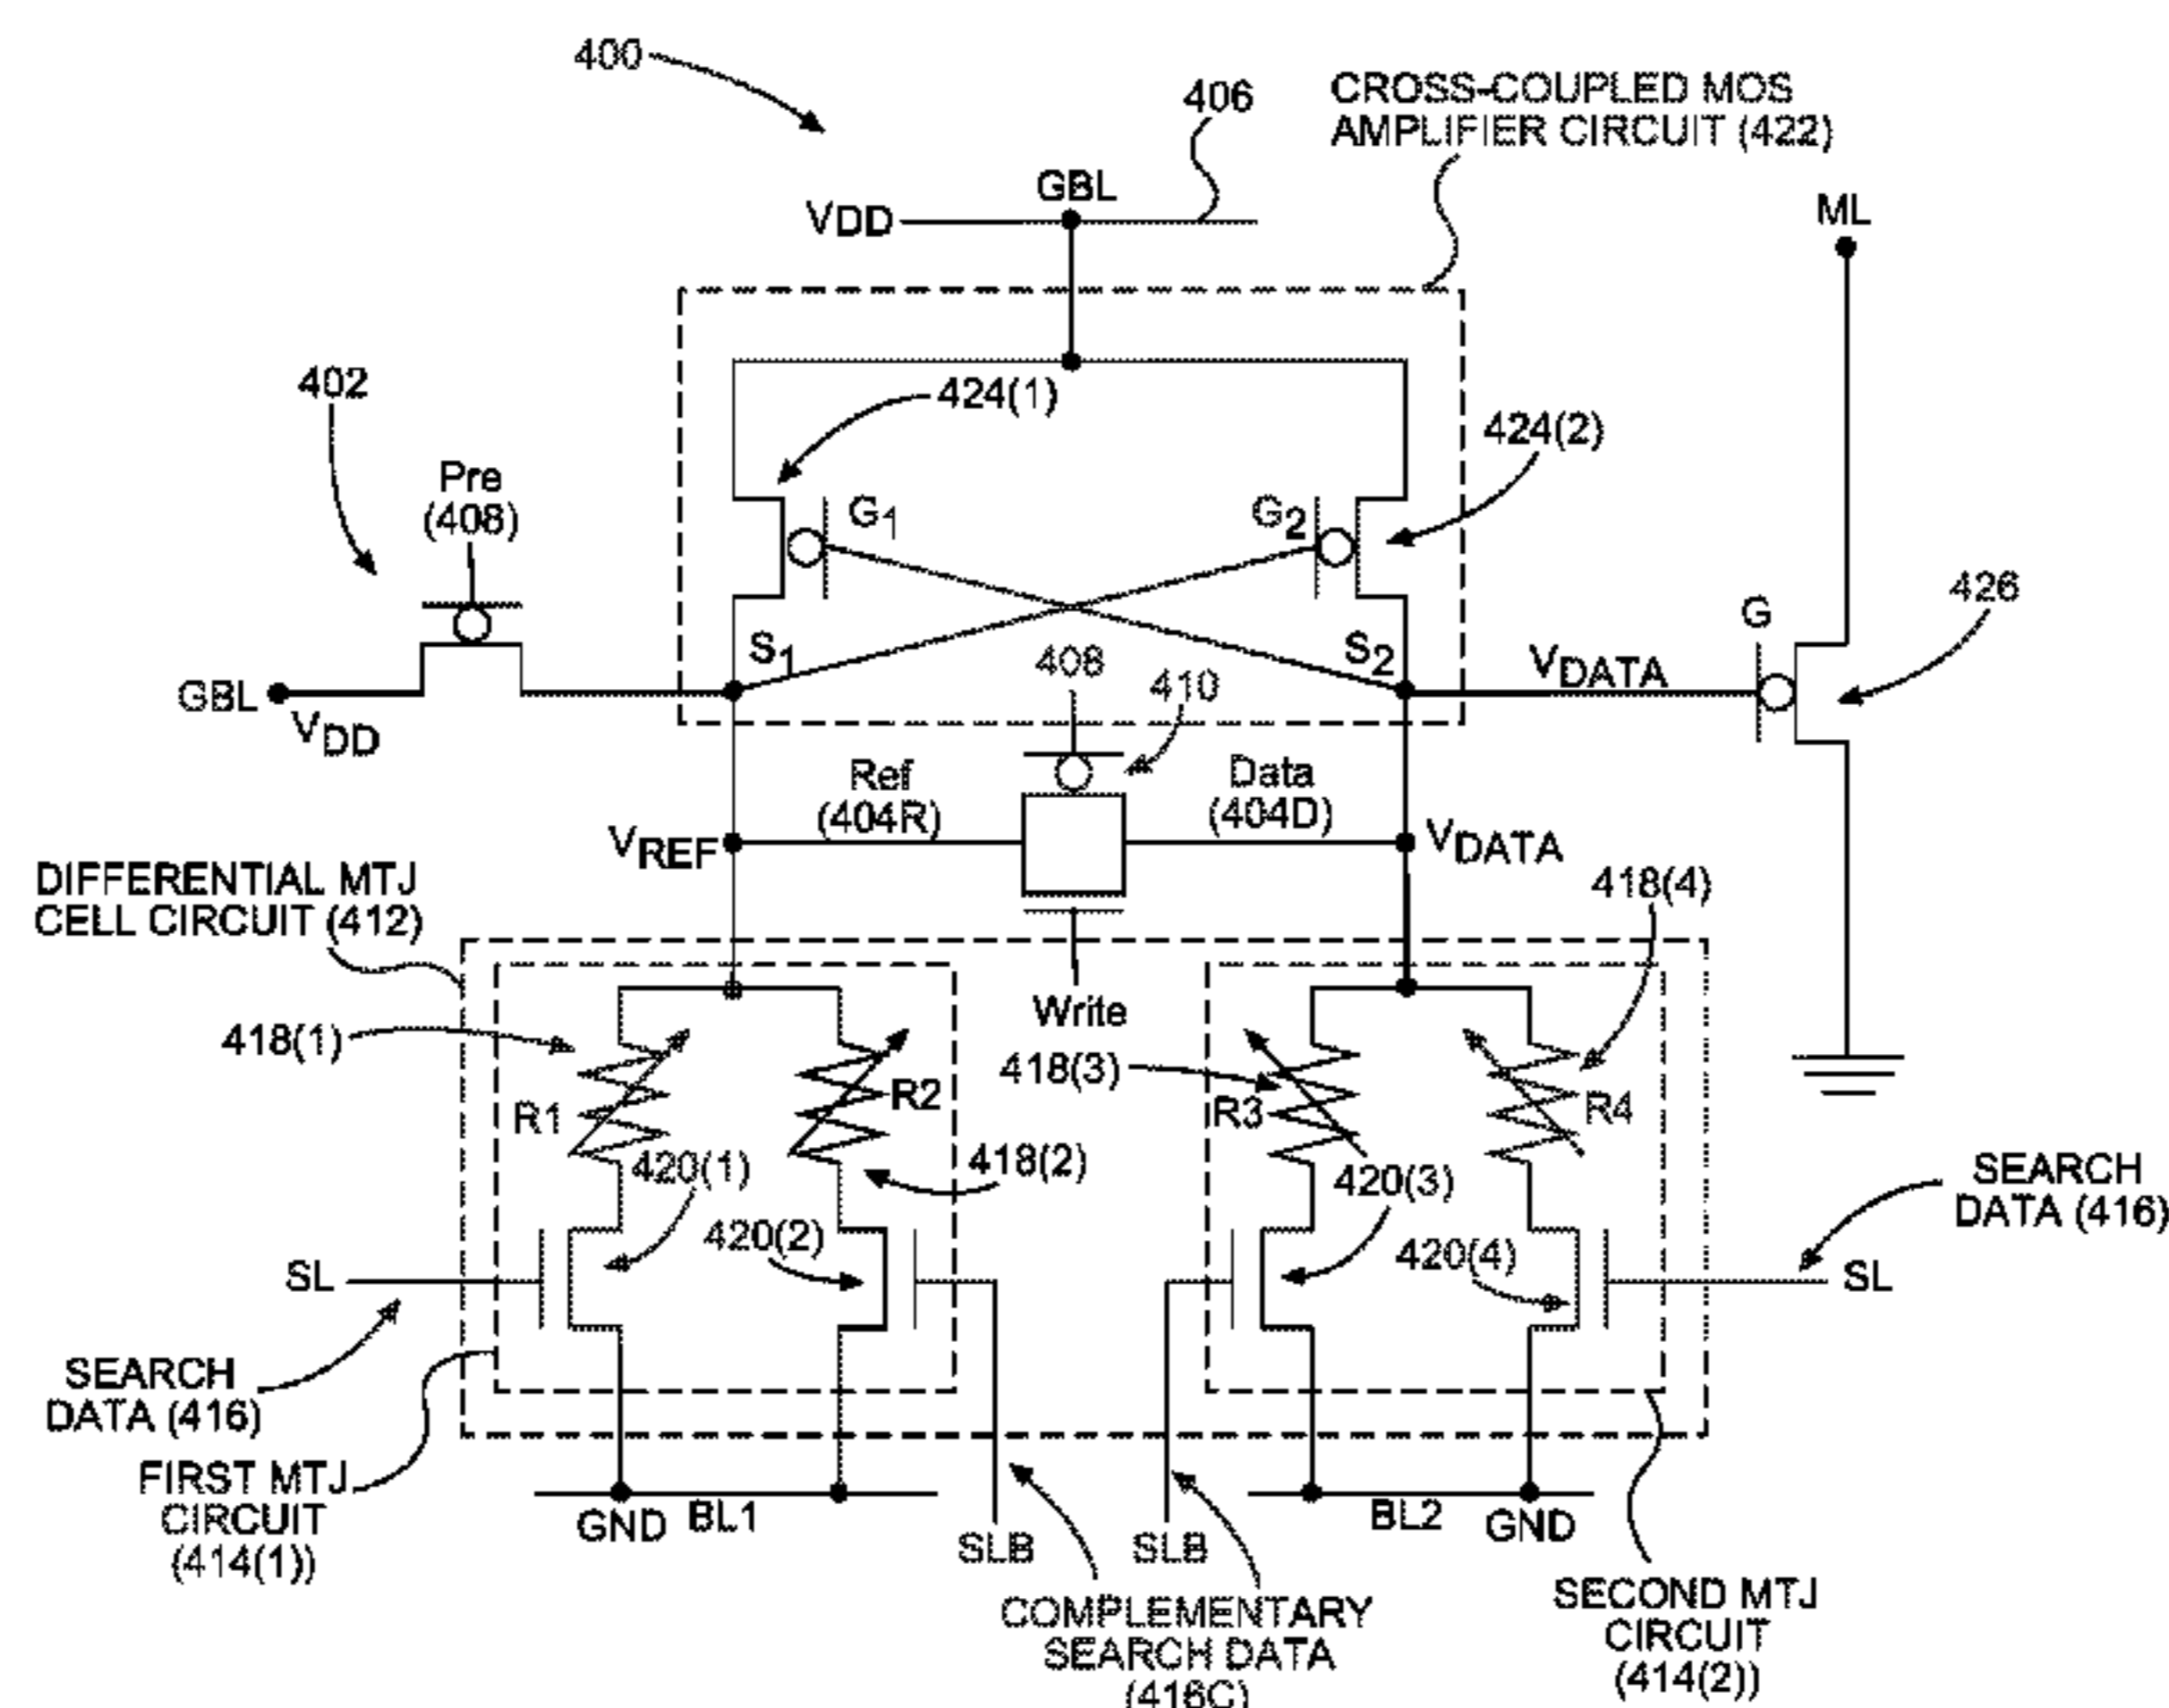 400
406
CROSS-COUPLED MOS
AMPLIFIER CIRCUIT (422)
GBL
VDD
ML
402
424(1)
424(2)
Pre
(408)
G1
G2
G
426
S1
S2
408
410
VDATA
GBL
VDD
Ref
(404R)
Data
(404D)
VREF
VDATA
DIFFERENTIAL MTJ
CELL CIRCUIT (412)
418(4)
Write
418(1)
R1
R2
418(3)
R3
R4
420(1)
418(2)
420(3)
420(2)
420(4)
SEARCH
DATA (416)
SL
SL
SEARCH
DATA (416)
FIRST MTJ
CIRCUIT
(414(1))
GND
BL1
BL2
GND
SLB
SLB
COMPLEMENTARY
SEARCH DATA
(416C)
SECOND MTJ
CIRCUIT
(414(2))